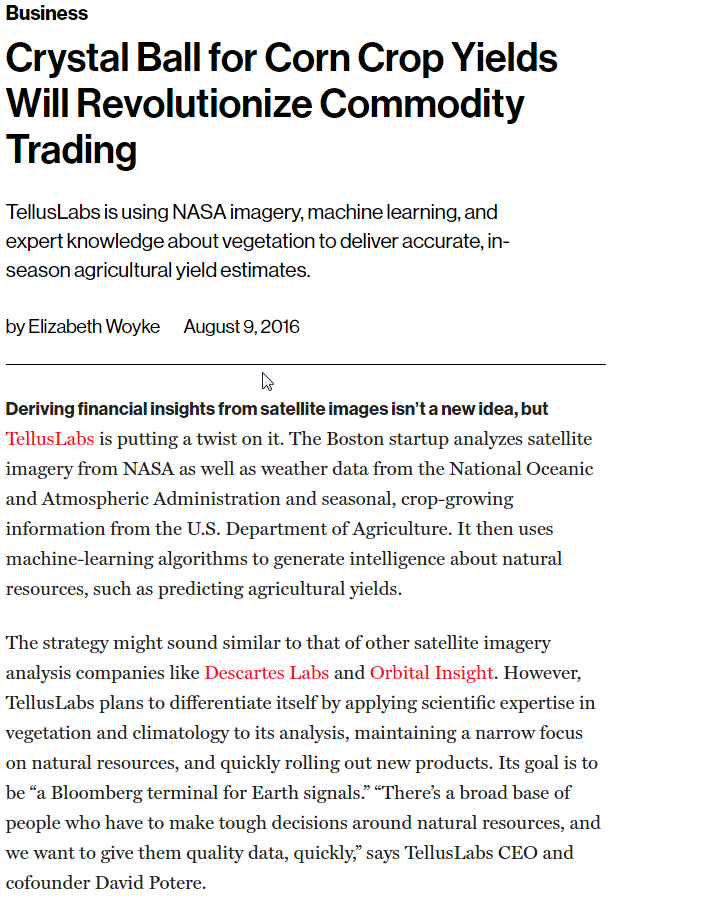 Business
Crystal Ball for Corn Crop Yields
Will Revolutionize Commodity
Trading
TellusLabs is using NASA imagery, machine learning, and
expert knowledge about vegetation to deliver accurate, in-
season agricultural yield estimates.
by Elizabeth Woyke August 9, 2016
Deriving financial insights from satellite images isn’t a new idea, but
TellusLabs is putting a twist on it. The Boston startup analyzes satellite
imagery from NASA as well as weather data from the National Oceanic
and Atmospheric Administration and seasonal, crop-growing
information from the U.S. Department of Agriculture. It then uses
machine-learning algorithms to generate intelligence about natural
resources, such as predicting agricultural yields.
The strategy might sound similar to that of other satellite imagery
analysis companies like Descartes Labs and Orbital Insight. However,
TellusLabs plans to differentiate itself by applying scientific expertise in
vegetation and climatology to its analysis, maintaining a narrow focus
on natural resources, and quickly rolling out new products. Its goal is to
be “a Bloomberg terminal for Earth signals.” “There’s a broad base of
people who have to make tough decisions around natural resources, and
we want to give them quality data, quickly,” says TellusLabs CEO and
cofounder David Potere.